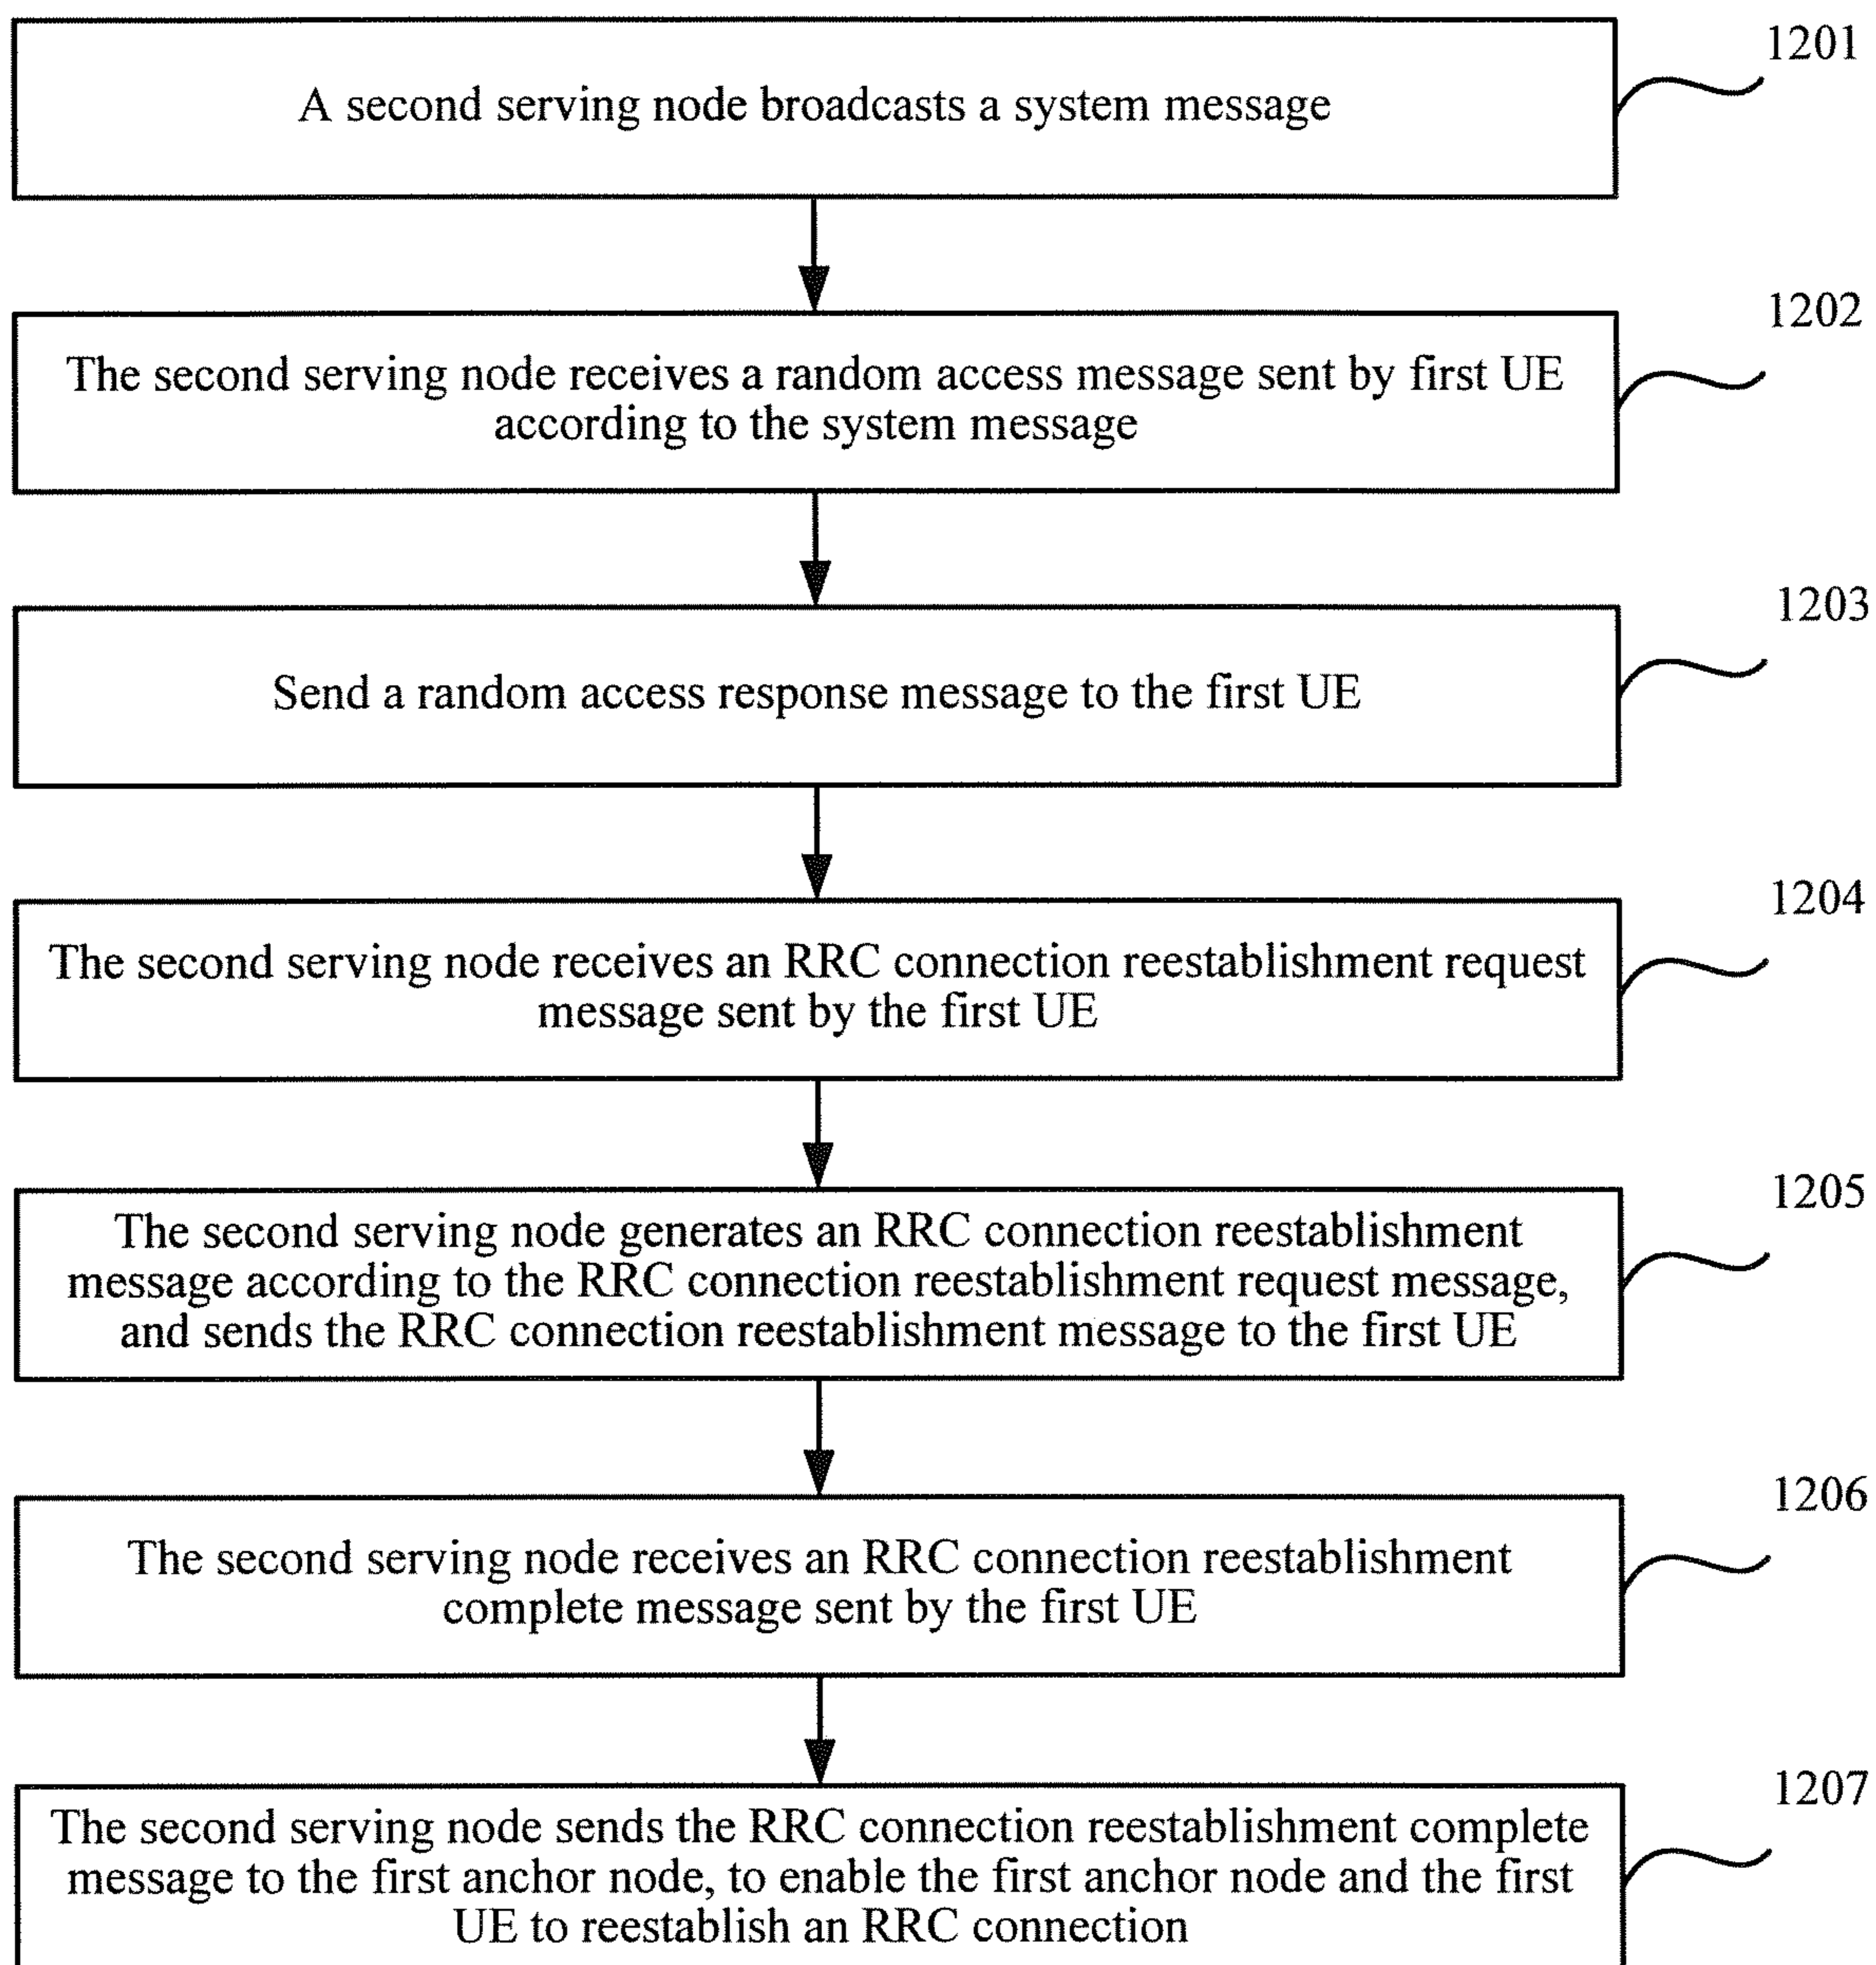 1201
A second serving node broadcasts a system message
1202
The second serving node receives a random access message sent by first UE
according to the system message
1203
Send a random access response message to the first UE
1204
The second serving node receives an RRC connection reestablishment request
message sent by the first UE
1205
The second serving node generates an RRC connection reestablishment
message according to the RRC connection reestablishment request message,
and sends the RRC connection reestablishment message to the first UE
1206
The second serving node receives an RRC connection reestablishment
complete message sent by the first UE
1207
The second serving node sends the RRC connection reestablishment complete
message to the first anchor node, to enable the first anchor node and the first
UE to reestablish an RRC connection